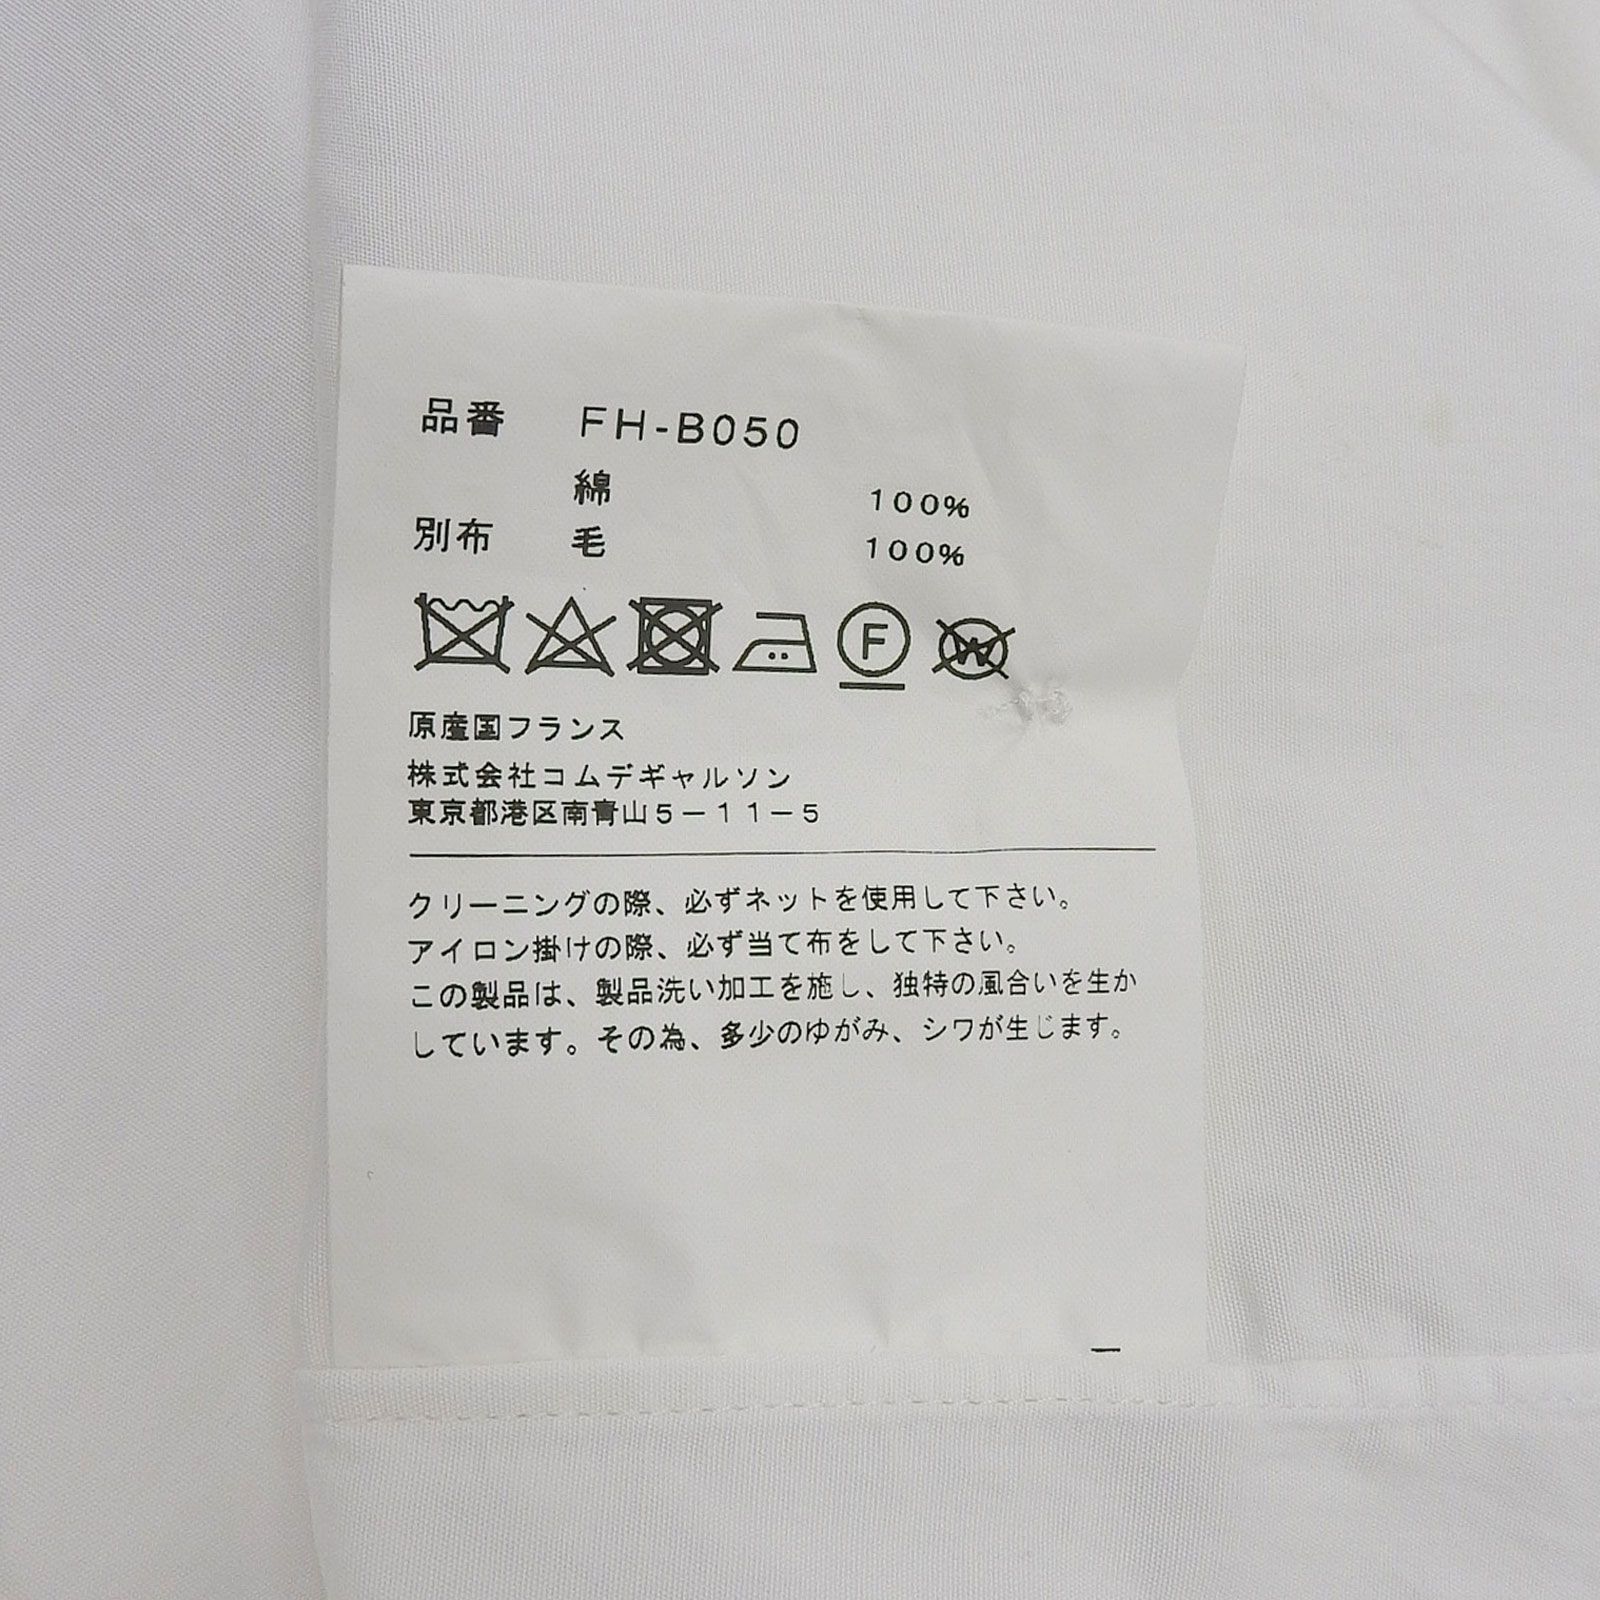 品番 FH-B050
綿 100%
別布 毛 100%
F W
原産国フランス
株式会社コムデギャルソン
東京都港区南青山5-11-5
クリーニングの際、必ずネットを使用して下さい。
アイロン掛けの際、必ず当て布をして下さい。
この製品は、製品洗い加工を施し、独特の風合いを生か
しています。その為、多少のゆがみ、シワが生じます。